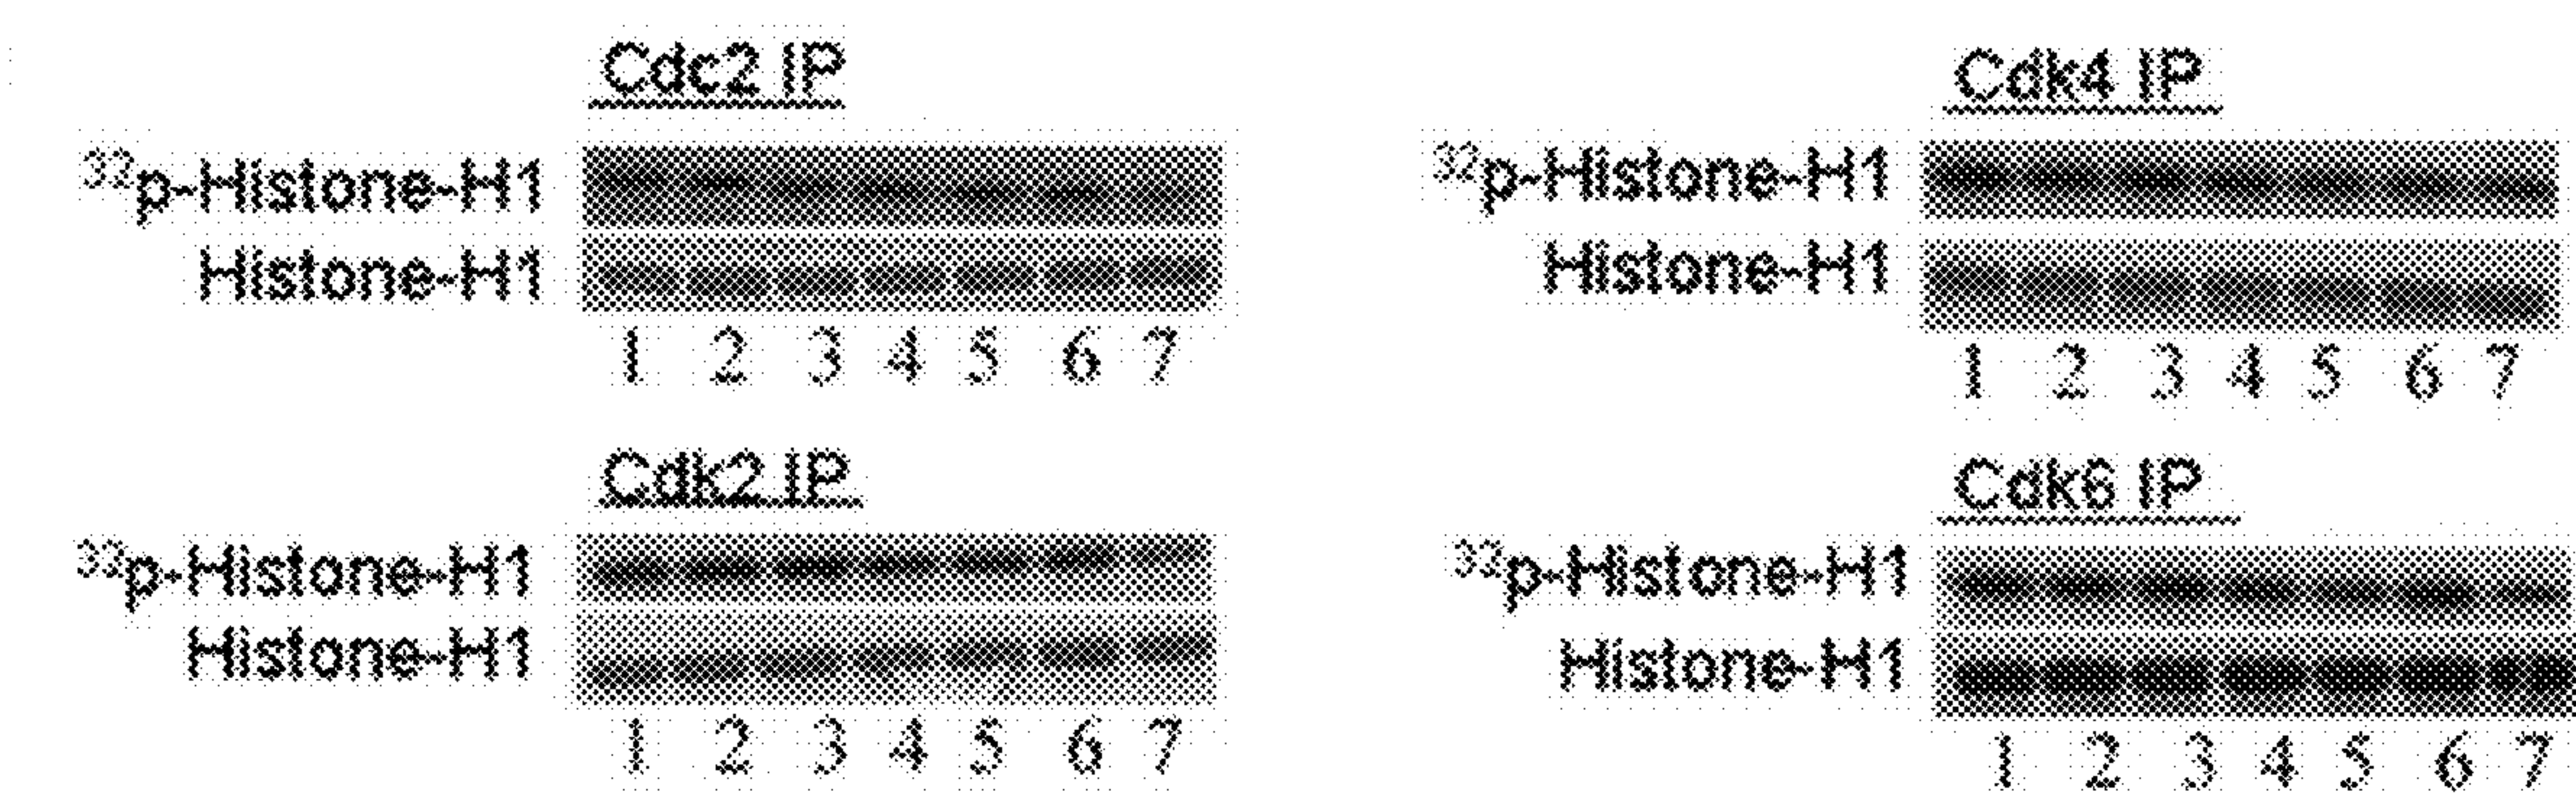 Cdc2 IP
³²p-Histone-H1
Histone-H1
1 2 3 4 5 6 7
Cdk4 IP
³²p-Histone-H1
Histone-H1
1 2 3 4 5 6 7
Cdk2 IP
³²p-Histone-H1
Histone-H1
1 2 3 4 5 6 7
Cdk6 IP
³²p-Histone-H1
Histone-H1
1 2 3 4 5 6 7